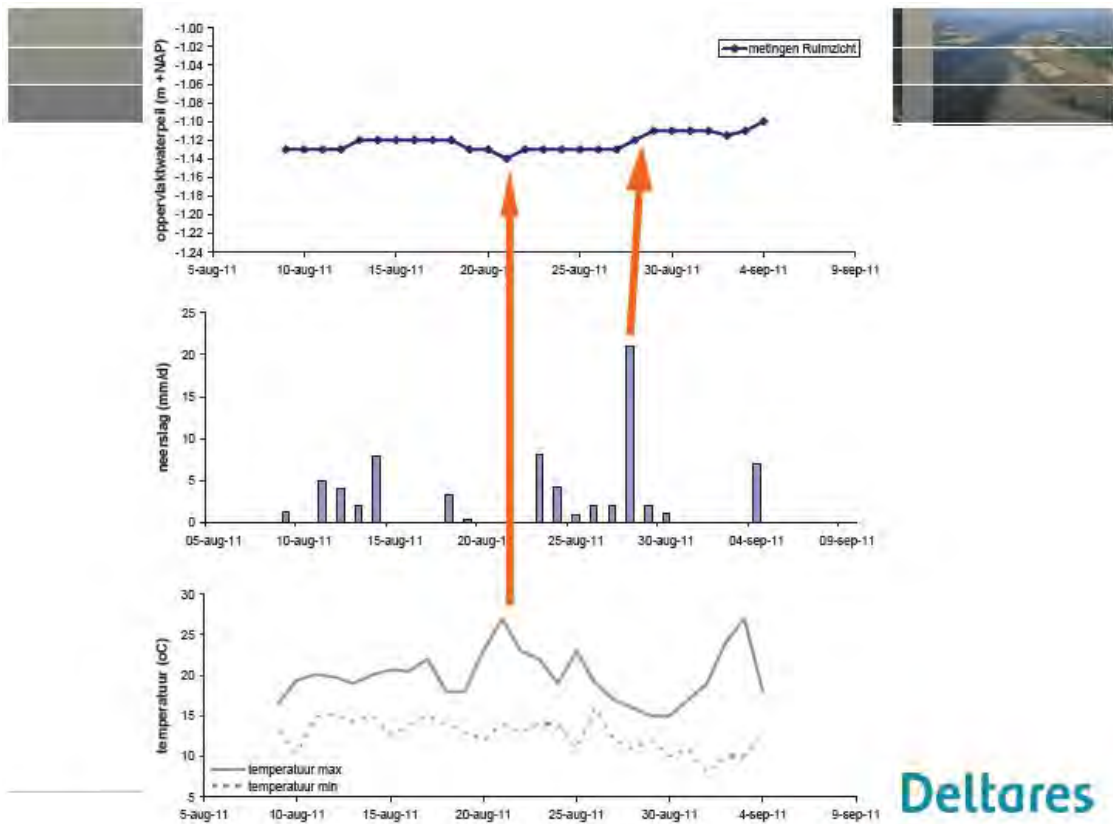 -1.00
-1.02
-1.04
-1.06
-1.08
-1.10
-1.12
-1.14
-1.16
-1.18
-1.20
-1.22
-1.24
oppervlaktwaterpeil (m +NAP)
metingen Ruimzicht
5-aug-11 10-aug-11 15-aug-11 20-aug-11 25-aug-11 30-aug-11 4-sep-11 9-sep-11
25
20
15
10
5
0
neerslag (mm/d)
05-aug-11 10-aug-11 15-aug-11 20-aug-11 25-aug-11 30-aug-11 04-sep-11 09-sep-11
30
25
20
15
10
5
temperatuur (oC)
temperatuur max
temperatuur min
5-aug-11 10-aug-11 15-aug-11 20-aug-11 25-aug-11 30-aug-11 4-sep-11 9-sep-11
Deltares